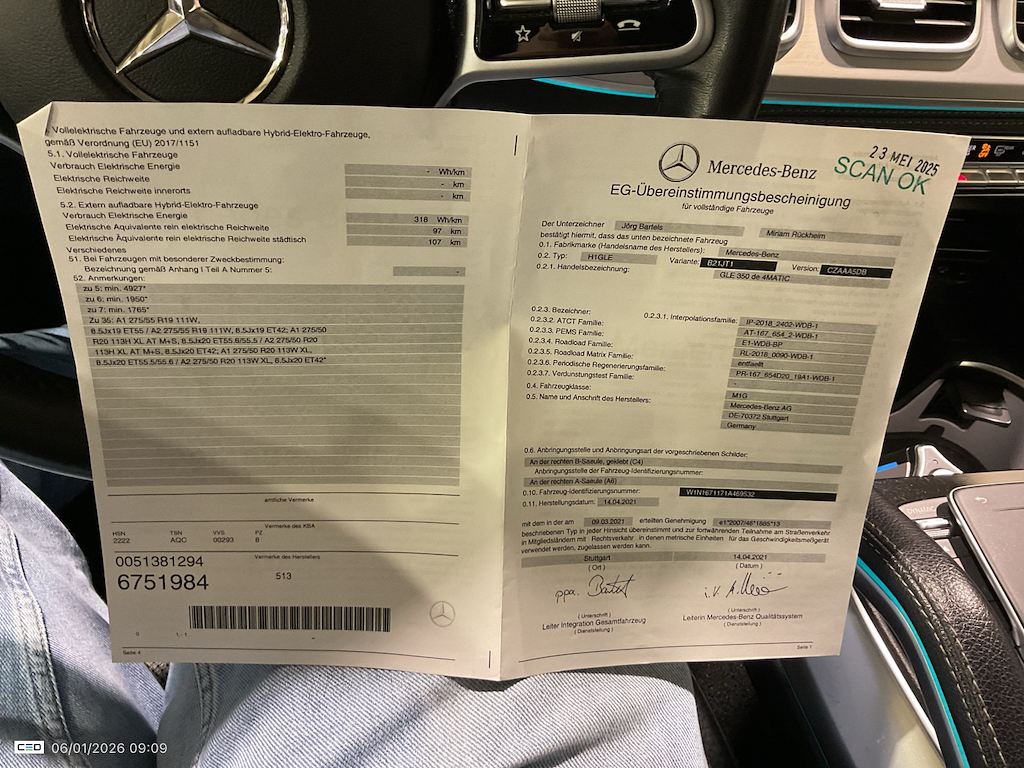 5. Vollelektrische Fahrzeuge und extern aufladbare Hybrid-Elektro-Fahrzeuge,
gemäß Verordnung (EU) 2017/1151
5.1. Vollelektrische Fahrzeuge
Verbrauch Elektrische Energie - Wh/km
Elektrische Reichweite - km
Elektrische Reichweite innerorts - km
5.2. Extern aufladbare Hybrid-Elektro-Fahrzeuge
Verbrauch Elektrische Energie 318 Wh/km
Elektrische Äquivalente rein elektrische Reichweite 97 km
Elektrische Äquivalente rein elektrische Reichweite städtisch 107 km
Verschiedenes
51. Bei Fahrzeugen mit besonderer Zweckbestimmung:
Bezeichnung gemäß Anhang I Teil A Nummer 5: -
52. Anmerkungen:
zu 5: min. 4927*
zu 6: min. 1950*
zu 7: min. 1765*
Zu 35: A1 275/55 R19 111W,
8.5Jx19 ET55 / A2 275/55 R19 111W, 8.5Jx19 ET42; A1 275/50
R20 113H XL AT M+S, 8.5Jx20 ET55.6/55.5 / A2 275/50 R20
113H XL AT M+S, 8.5Jx20 ET42; A1 275/50 R20 113W XL,
8.5Jx20 ET55.5/55.6 / A2 275/50 R20 113W XL, 8.5Jx20 ET42*
amtliche Vermerke
Vermerke des KBA
HSN TSN VVS PZ
2222 AQC 00293 8
Vermerke des Herstellers
0051381294
6751984 513
0 1.-1 -
Seite 4
Mercedes-Benz
23 MEI 2025
SCAN OK
EG-Übereinstimmungsbescheinigung
für vollständige Fahrzeuge
Der Unterzeichner Jörg Bartels Miriam Rückheim
bestätigt hiermit, dass das unten bezeichnete Fahrzeug
0.1. Fabrikmarke (Handelsname des Herstellers): Mercedes-Benz
0.2. Typ: H1GLE Variante: B21JT1 Version: CZAAA5DB
0.2.1. Handelsbezeichnung: GLE 350 de 4MATIC
0.2.3. Bezeichner:
0.2.3.1. Interpolationsfamilie: IP-2018_2402-WDB-1
0.2.3.2. ATCT Familie: AT-167_654_2-WDB-1
0.2.3.3. PEMS Familie: E1-WDB-BP
0.2.3.4. Roadload Familie: RL-2018_0090-WDB-1
0.2.3.5. Roadload Matrix Familie: entfaellt
0.2.3.6. Periodische Regenerierungsfamilie: PR-167_654D20_19A1-WDB-1
0.2.3.7. Verdunstungstest Familie: -
0.4. Fahrzeugklasse: M1G
0.5. Name und Anschrift des Herstellers: Mercedes-Benz AG
DE-70372 Stuttgart
Germany
0.6. Anbringungsstelle und Anbringungsart der vorgeschriebenen Schilder:
An der rechten B-Saeule, geklebt (C4)
Anbringungsstelle der Fahrzeug-Identifizierungsnummer:
An der rechten A-Saeule (A6)
0.10. Fahrzeug-Identifizierungsnummer: W1N1671171A469532
0.11. Herstellungsdatum: 14.04.2021
mit dem in der am 09.03.2021 erteilten Genehmigung e1*2007/46*1885*13
beschriebenen Typ in jeder Hinsicht übereinstimmt und zur fortwährenden Teilnahme am Straßenverkehr
in Mitgliedsländern mit Rechtsverkehr in denen metrische Einheiten für das Geschwindigkeitsmeßgerät
verwendet werden, zugelassen werden kann.
Stuttgart 14.04.2021
(Ort) (Datum)
ppa.
i.V.
(Unterschrift) (Unterschrift)
Leiter Integration Gesamtfahrzeug Leiterin Mercedes-Benz Qualitätssystem
(Dienststellung) (Dienststellung)
Seite 1
CEO 06/01/2026 09:09